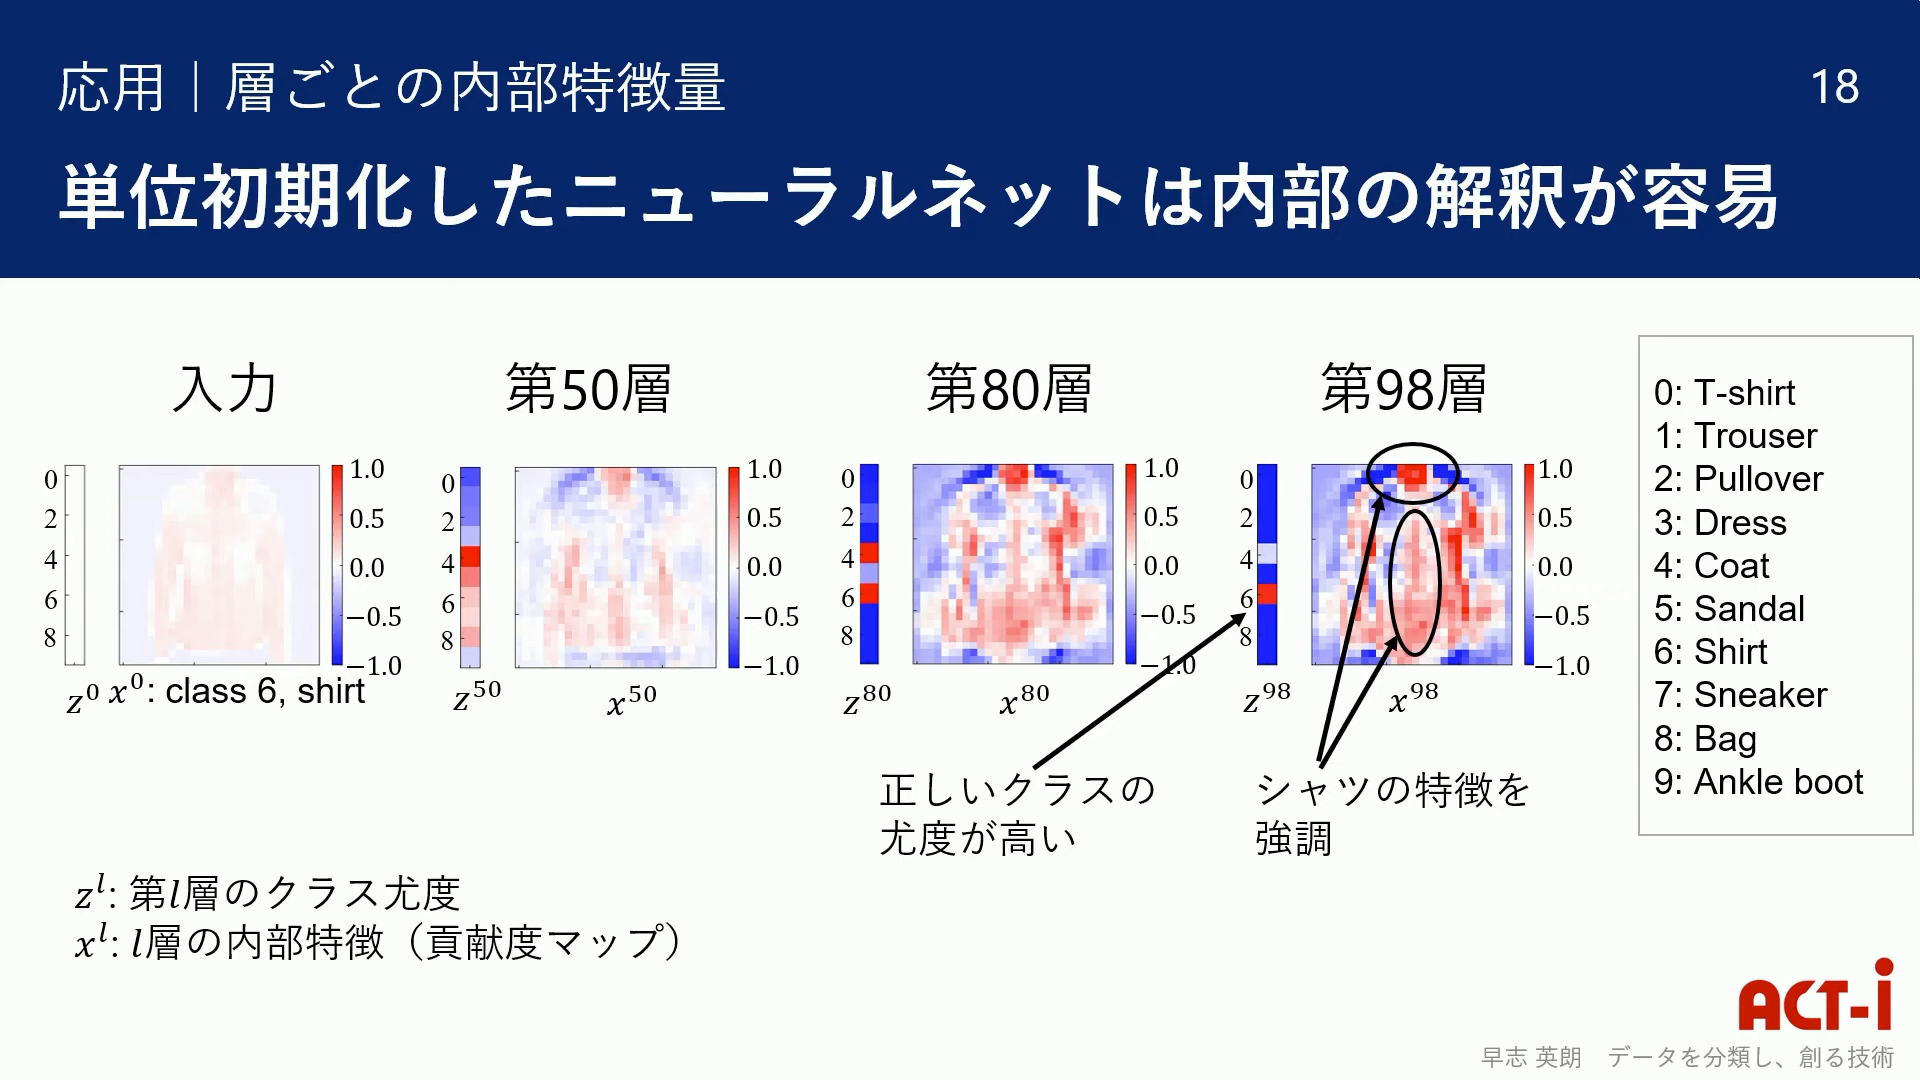 応用｜層ごとの内部特徴量
18
単位初期化したニューラルネットは内部の解釈が容易
入力
第50層
第80層
第98層
0
2
4
6
8
1.0
0.5
0.0
−0.5
−1.0
z⁰ x⁰: class 6, shirt
0
2
4
6
8
1.0
0.5
0.0
−0.5
−1.0
z⁵⁰ x⁵⁰
0
2
4
6
8
1.0
0.5
0.0
−0.5
−1.0
z⁸⁰ x⁸⁰
0
2
4
6
8
1.0
0.5
0.0
−0.5
−1.0
z⁹⁸ x⁹⁸
0: T-shirt
1: Trouser
2: Pullover
3: Dress
4: Coat
5: Sandal
6: Shirt
7: Sneaker
8: Bag
9: Ankle boot
正しいクラスの
尤度が高い
シャツの特徴を
強調
zˡ: 第l層のクラス尤度
xˡ: l層の内部特徴（貢献度マップ）
ACT-i
早志 英朗　データを分類し、創る技術